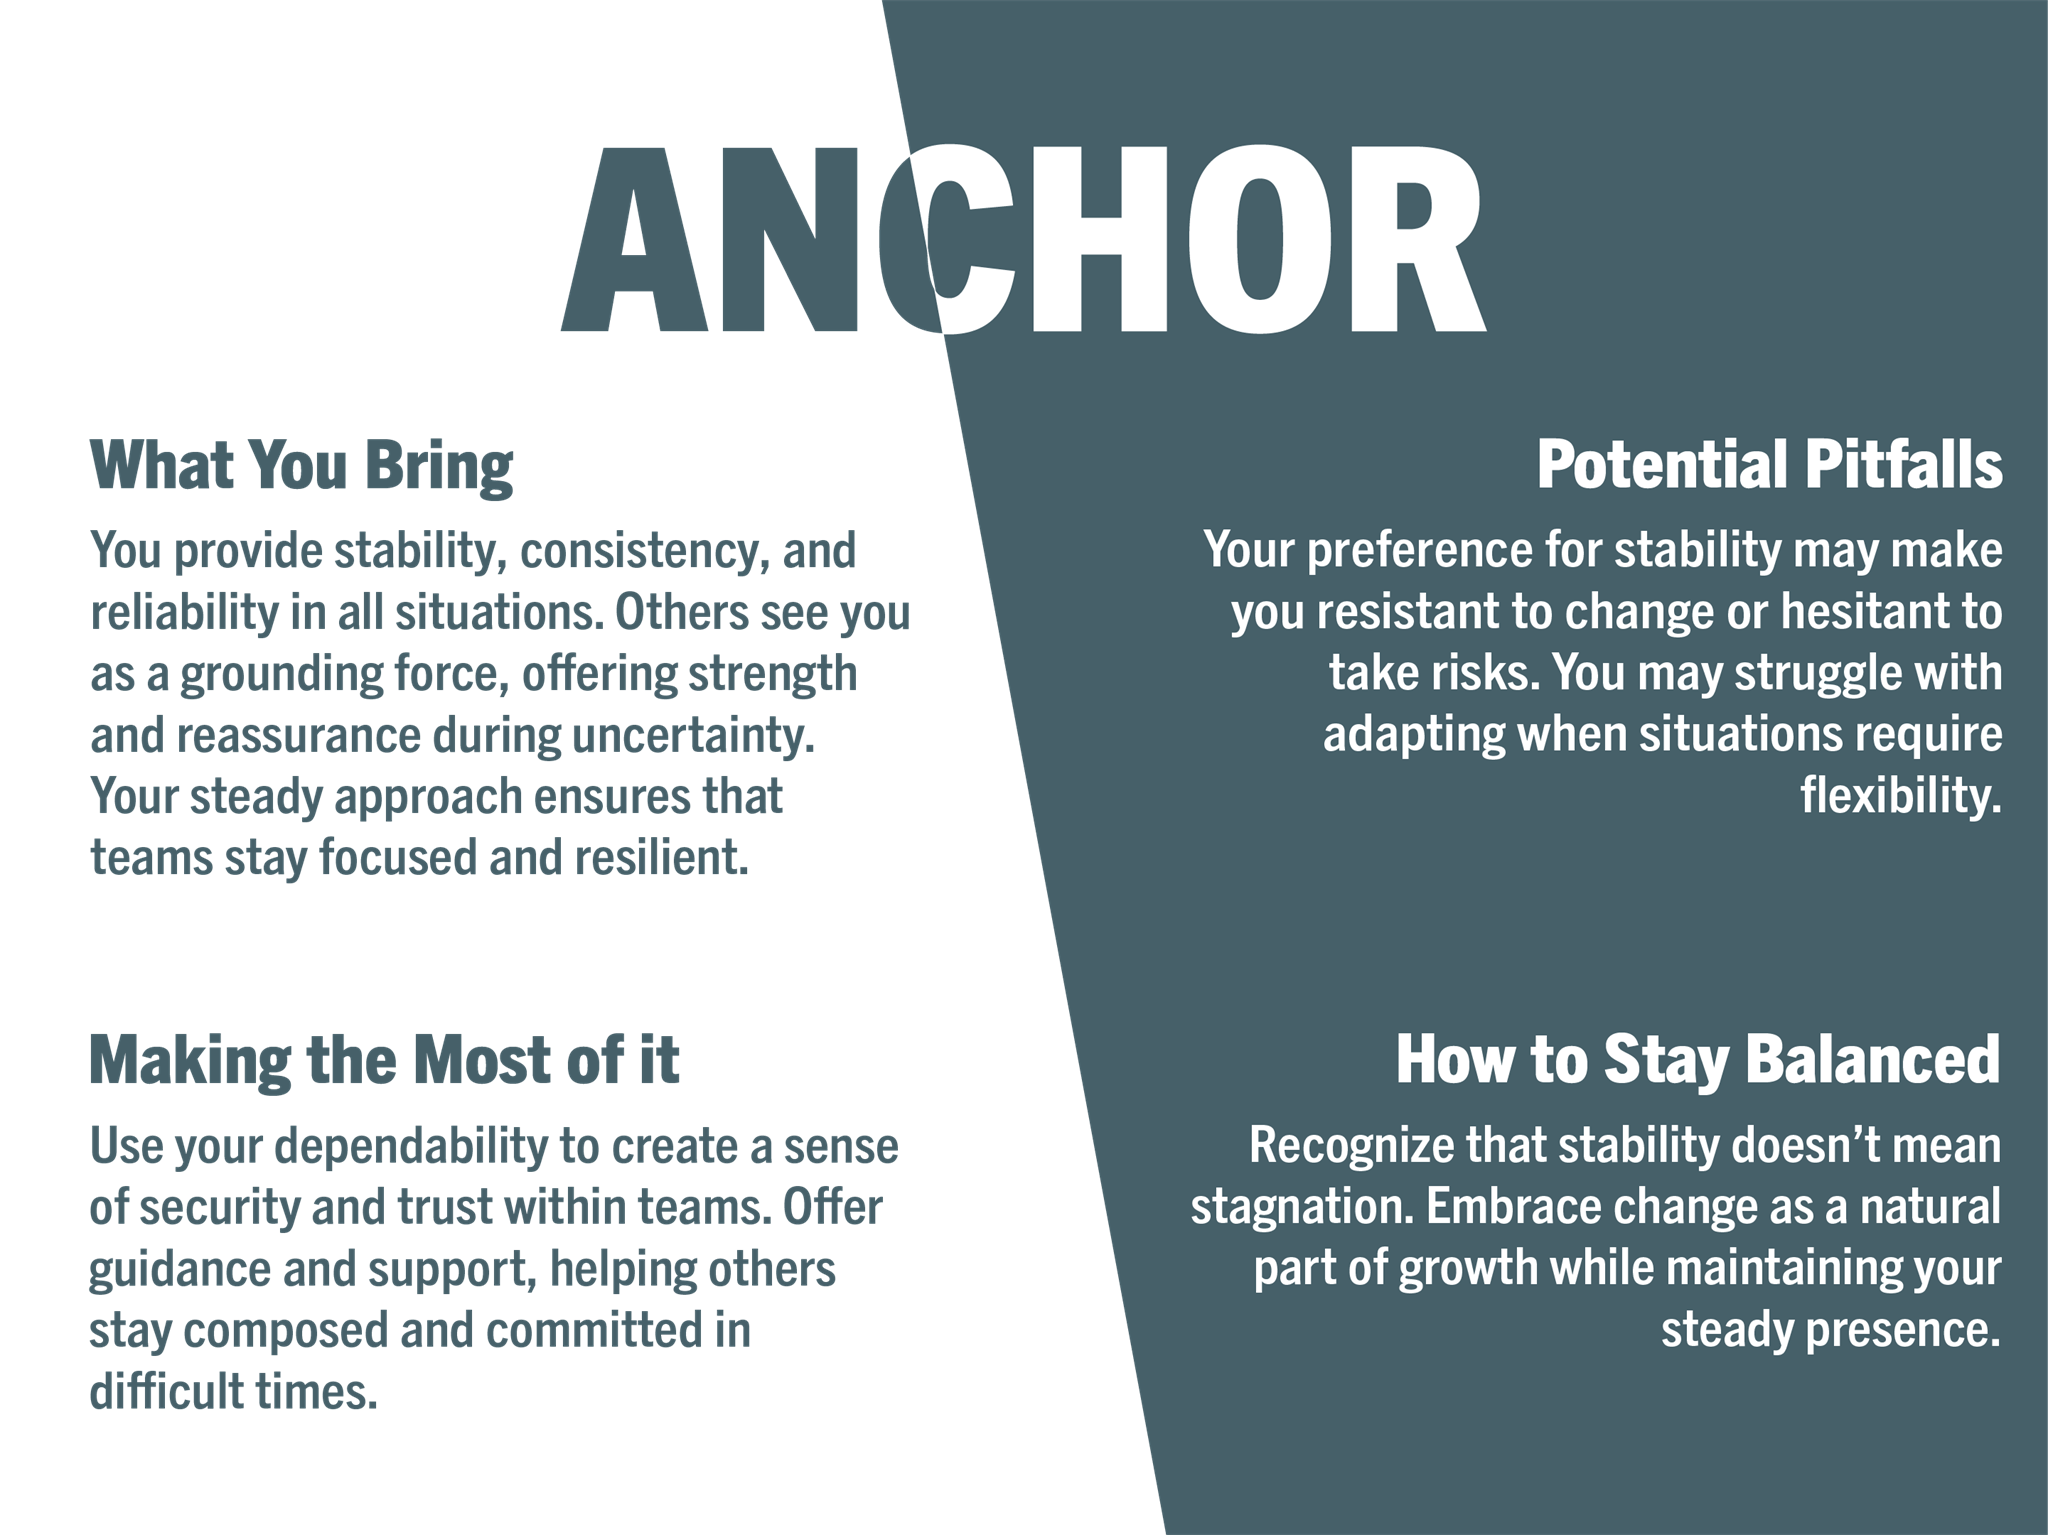 ANCHOR
What You Bring
You provide stability, consistency, and
reliability in all situations. Others see you
as a grounding force, offering strength
and reassurance during uncertainty.
Your steady approach ensures that
teams stay focused and resilient.
Potential Pitfalls
Your preference for stability may make
you resistant to change or hesitant to
take risks. You may struggle with
adapting when situations require
flexibility.
Making the Most of it
Use your dependability to create a sense
of security and trust within teams. Offer
guidance and support, helping others
stay composed and committed in
difficult times.
How to Stay Balanced
Recognize that stability doesn’t mean
stagnation. Embrace change as a natural
part of growth while maintaining your
steady presence.